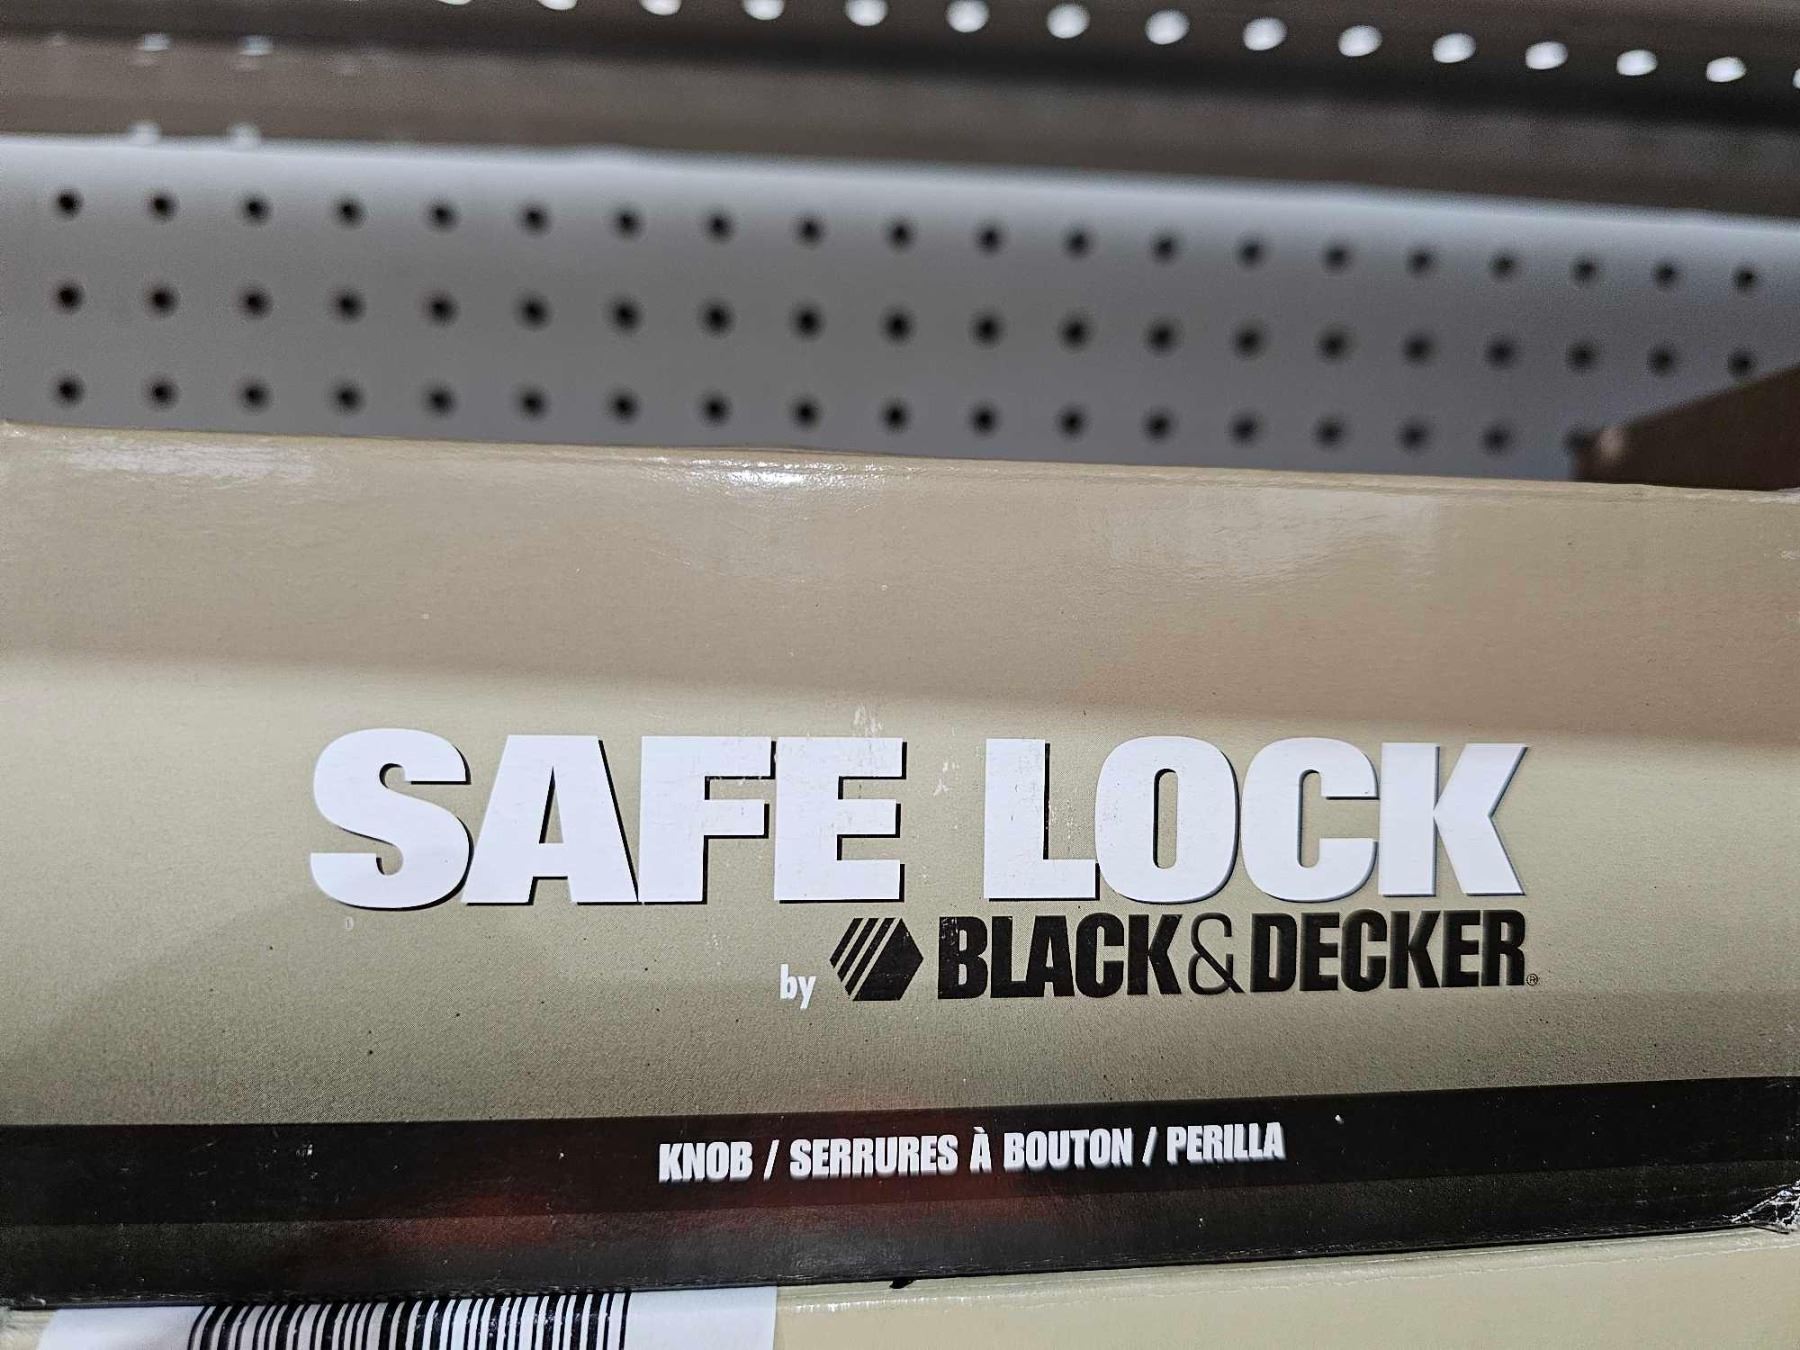 SAFE LOCK
by BLACK&DECKER®
KNOB / SERRURES À BOUTON / PERILLA